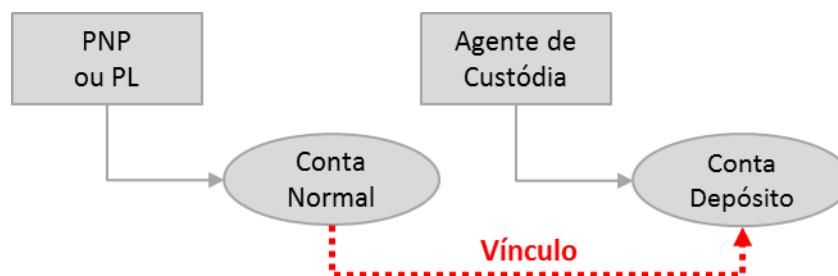 PNP
ou PL
Agente de
Custódia
Conta
Normal
Conta
Depósito
Vínculo